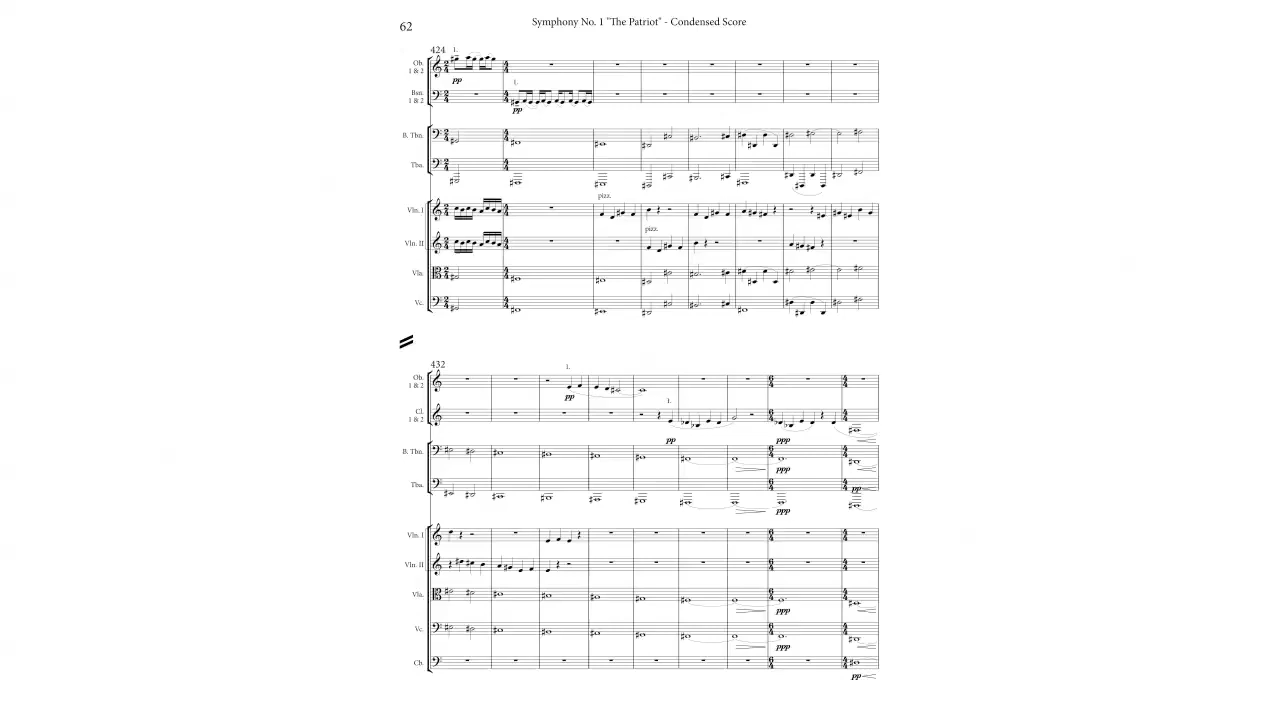 62
Symphony No. 1 "The Patriot" - Condensed Score
424
1.
Ob.
1 & 2
pp
1.
Bsn.
1 & 2
pp
B. Tbn.
Tba.
pizz.
Vln. I
pizz.
Vln. II
Vla.
Vc.
432
1.
Ob.
1 & 2
pp
1.
Cl.
1 & 2
pp
ppp
B. Tbn.
ppp
Tba.
pp
ppp
Vln. I
Vln. II
Vla.
ppp
Vc.
ppp
Cb.
pp